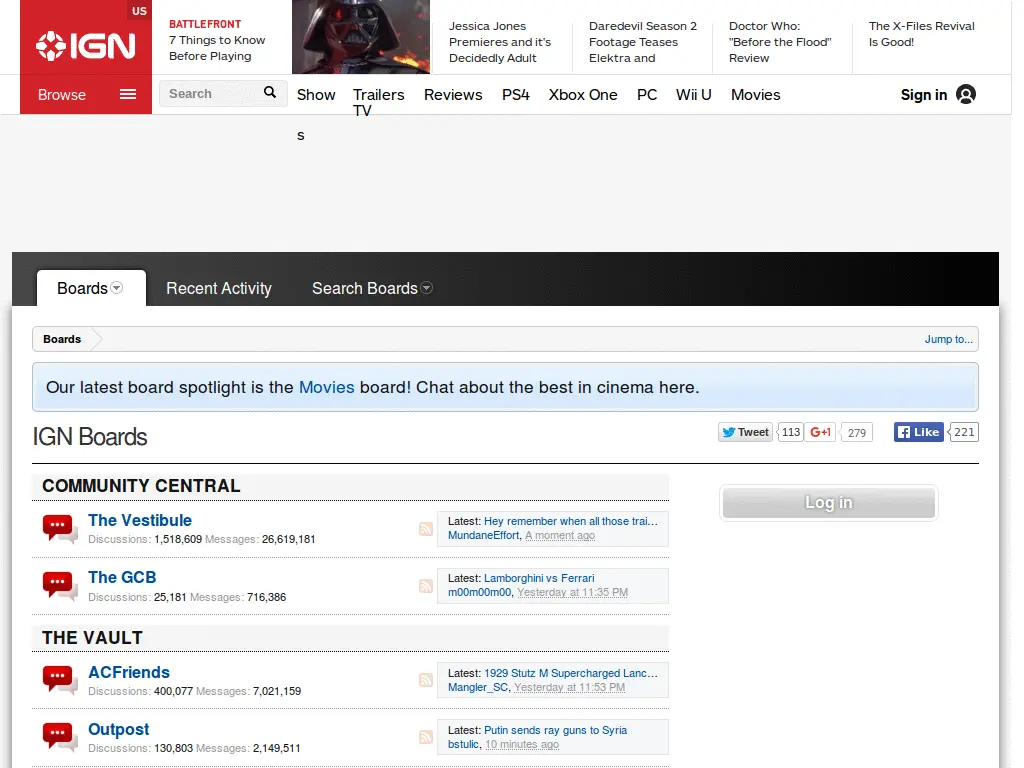 US
IGN
BATTLEFRONT
7 Things to Know
Before Playing
Jessica Jones
Premieres and it's
Decidedly Adult
Daredevil Season 2
Footage Teases
Elektra and
Doctor Who:
"Before the Flood"
Review
The X-Files Revival
Is Good!
Browse
Search
Show
Trailers
Reviews
PS4
Xbox One
PC
Wii U
Movies
TV
s
Sign in
Boards
Recent Activity
Search Boards
Boards
Jump to...
Our latest board spotlight is the Movies board! Chat about the best in cinema here.
IGN Boards
Tweet 113
G+1 279
Like 221
COMMUNITY CENTRAL
Log in
The Vestibule
Discussions: 1,518,609 Messages: 26,619,181
Latest: Hey remember when all those trai...
MundaneEffort, A moment ago
The GCB
Discussions: 25,181 Messages: 716,386
Latest: Lamborghini vs Ferrari
m00m00m00, Yesterday at 11:35 PM
THE VAULT
ACFriends
Discussions: 400,077 Messages: 7,021,159
Latest: 1929 Stutz M Supercharged Lanc...
Mangler_SC, Yesterday at 11:53 PM
Outpost
Discussions: 130,803 Messages: 2,149,511
Latest: Putin sends ray guns to Syria
bstulic, 10 minutes ago